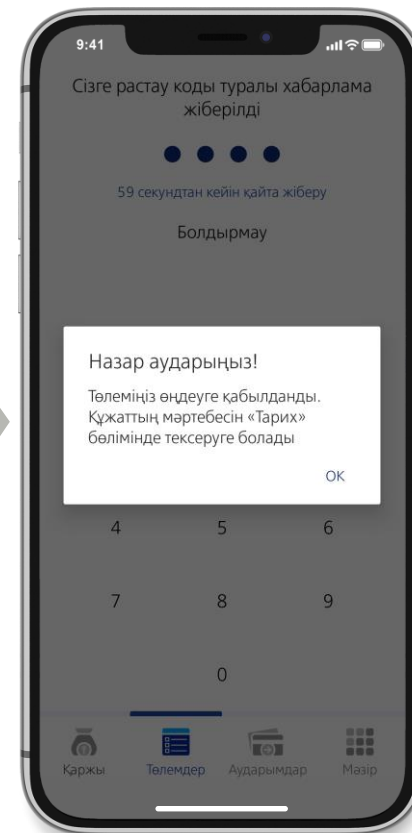 9:41
Сізге растау коды туралы хабарлама
жіберілді
59 секундтан кейін қайта жіберу
Болдырмау
Назар аударыңыз!
Төлеміңіз өңдеуге қабылданды.
Құжаттың мәртебесін «Тарих»
бөлімінде тексеруге болады
ОК
4 5 6
7 8 9
0
Қаржы Төлемдер Аударымдар Мәзір